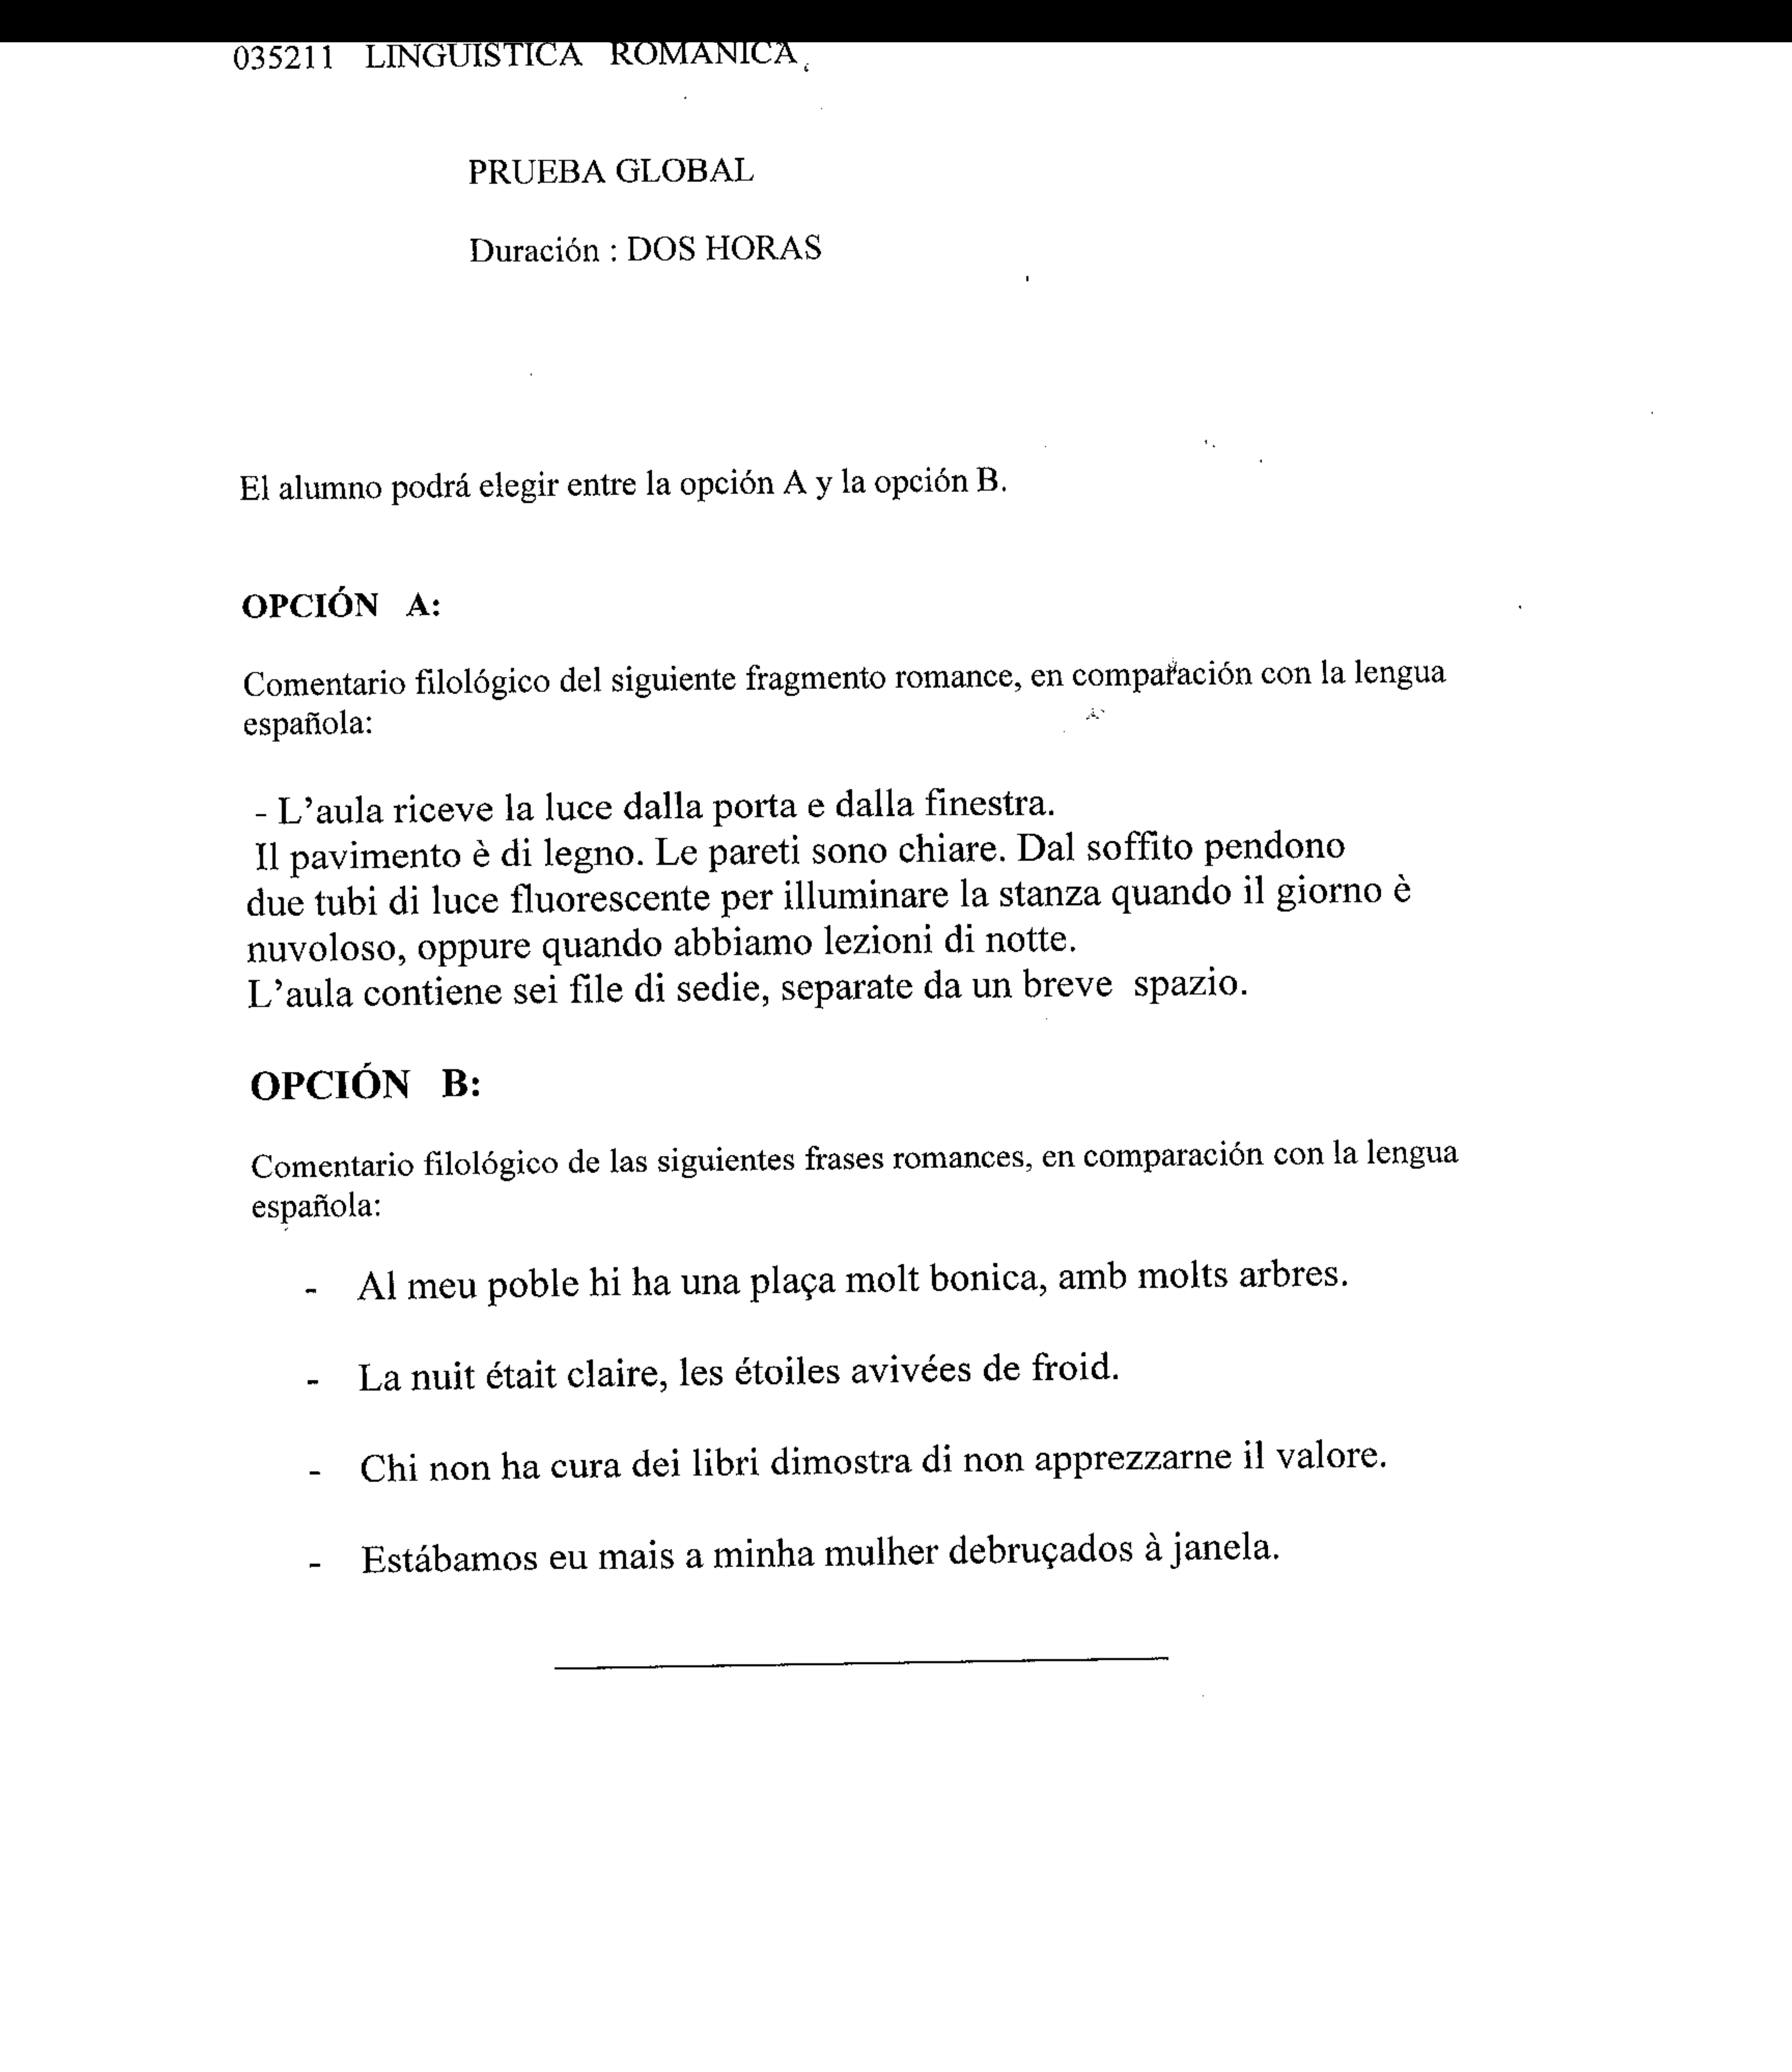 035211 LINGUISTICA ROMANICA
PRUEBA GLOBAL
Duración : DOS HORAS
El alumno podrá elegir entre la opción A y la opción B.
OPCIÓN A:
Comentario filológico del siguiente fragmento romance, en comparación con la lengua
española:
- L'aula riceve la luce dalla porta e dalla finestra.
Il pavimento è di legno. Le pareti sono chiare. Dal soffito pendono
due tubi di luce fluorescente per illuminare la stanza quando il giorno è
nuvoloso, oppure quando abbiamo lezioni di notte.
L'aula contiene sei file di sedie, separate da un breve spazio.
OPCIÓN B:
Comentario filológico de las siguientes frases romances, en comparación con la lengua
española:
- Al meu poble hi ha una plaça molt bonica, amb molts arbres.
- La nuit était claire, les étoiles avivées de froid.
- Chi non ha cura dei libri dimostra di non apprezzarne il valore.
- Estábamos eu mais a minha mulher debruçados à janela.